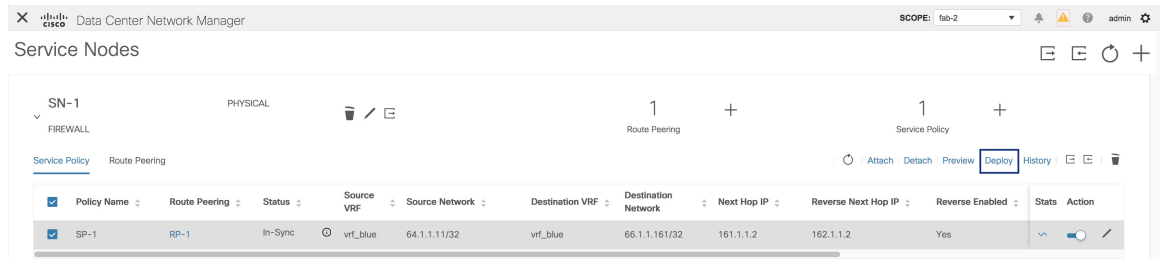 CISCO Data Center Network Manager SCOPE: fab-2 admin
Service Nodes
SN-1 PHYSICAL 1 1
FIREWALL Route Peering Service Policy
Service Policy Route Peering Attach Detach Preview Deploy History
Policy Name Route Peering Status Source VRF Source Network Destination VRF Destination Network Next Hop IP Reverse Next Hop IP Reverse Enabled Stats Action
SP-1 RP-1 In-Sync vrf_blue 64.1.1.11/32 vrf_blue 66.1.1.161/32 161.1.1.2 162.1.1.2 Yes